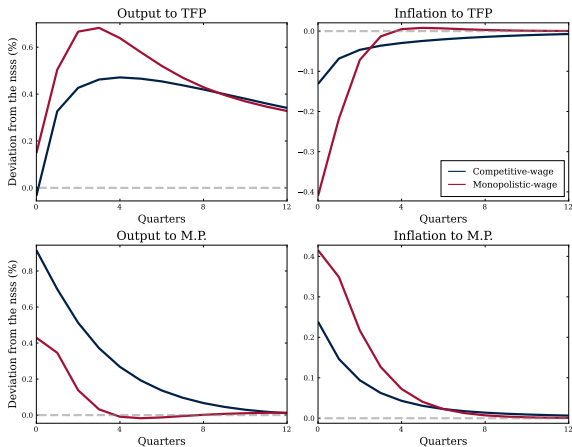 Output to TFP
Inflation to TFP
Deviation from the nsss (%)
0.6
0.4
0.2
0.0
0
4
8
12
Quarters
0.0
−0.1
−0.2
−0.3
−0.4
Competitive-wage
Monopolistic-wage
0
4
8
12
Quarters
Output to M.P.
Inflation to M.P.
Deviation from the nsss (%)
0.8
0.6
0.4
0.2
0.0
0
4
8
12
Quarters
0.4
0.3
0.2
0.1
0.0
0
4
8
12
Quarters